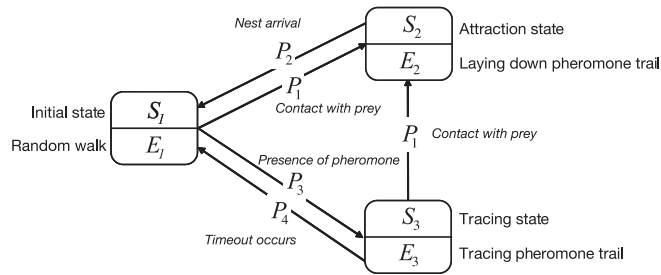 Nest arrival
S2
Attraction state
P2
E2
Laying down pheromone trail
P1
Contact with prey
Initial state
S1
Random walk
E1
P1
Contact with prey
Presence of pheromone
P3
P4
Timeout occurs
S3
Tracing state
E3
Tracing pheromone trail